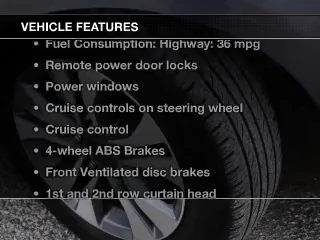 VEHICLE FEATURES
• Fuel Consumption: Highway: 36 mpg
• Remote power door locks
• Power windows
• Cruise controls on steering wheel
• Cruise control
• 4-wheel ABS Brakes
• Front Ventilated disc brakes
• 1st and 2nd row curtain head